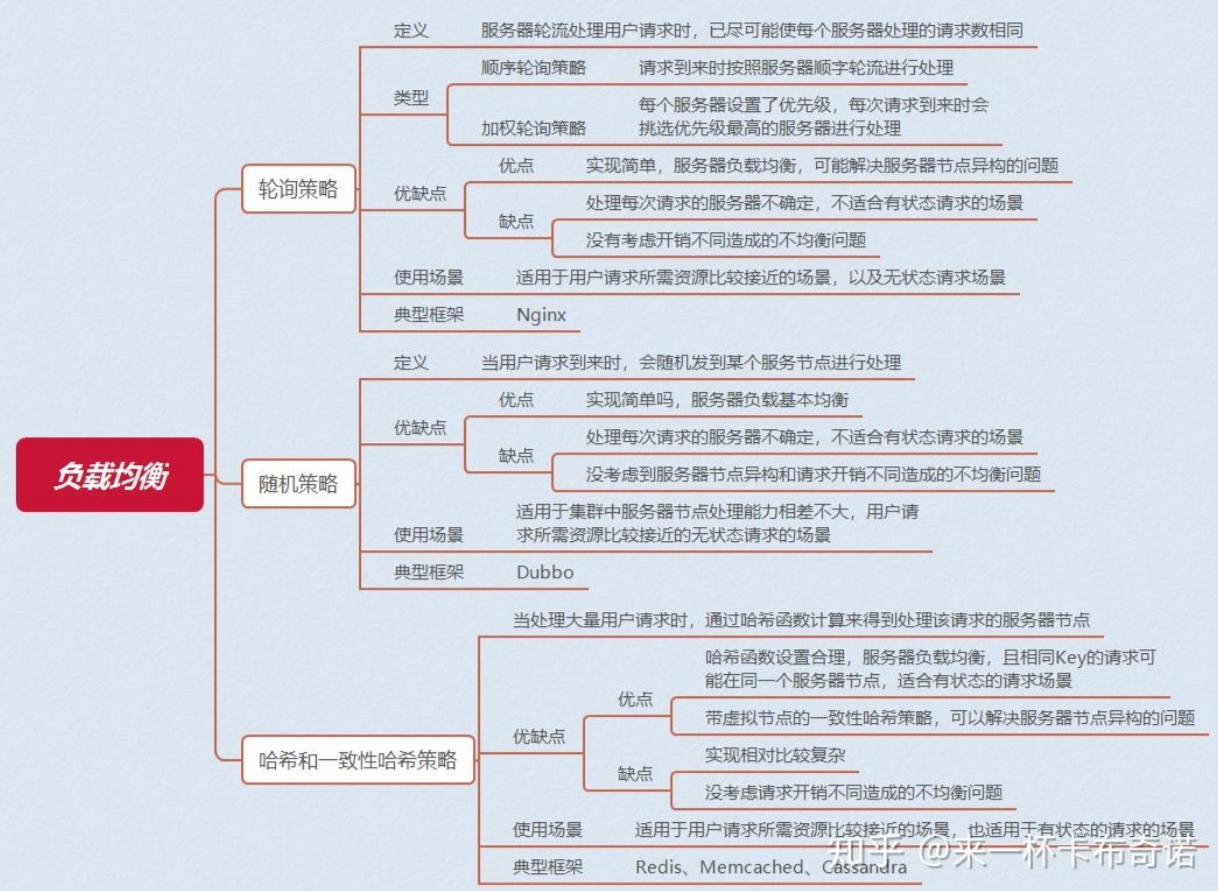 负载均衡
轮询策略
定义
服务器轮流处理用户请求时，已尽可能使每个服务器处理的请求数相同
类型
顺序轮询策略
请求到来时按照服务器顺字轮流进行处理
加权轮询策略
每个服务器设置了优先级，每次请求到来时会
挑选优先级最高的服务器进行处理
优缺点
优点
实现简单，服务器负载均衡，可能解决服务器节点异构的问题
缺点
处理每次请求的服务器不确定，不适合有状态请求的场景
没有考虑开销不同造成的不均衡问题
使用场景
适用于用户请求所需资源比较接近的场景，以及无状态请求场景
典型框架
Nginx
随机策略
定义
当用户请求到来时，会随机发到某个服务节点进行处理
优缺点
优点
实现简单吗，服务器负载基本均衡
缺点
处理每次请求的服务器不确定，不适合有状态请求的场景
没考虑到服务器节点异构和请求开销不同造成的不均衡问题
使用场景
适用于集群中服务器节点处理能力相差不大，用户请
求所需资源比较接近的无状态请求的场景
典型框架
Dubbo
哈希和一致性哈希策略
当处理大量用户请求时，通过哈希函数计算来得到处理该请求的服务器节点
优缺点
优点
哈希函数设置合理，服务器负载均衡，且相同Key的请求可
能在同一个服务器节点，适合有状态的请求场景
带虚拟节点的一致性哈希策略，可以解决服务器节点异构的问题
缺点
实现相对比较复杂
没考虑请求开销不同造成的不均衡问题
使用场景
适用于用户请求所需资源比较接近的场景，也适用于有状态的请求的场景
典型框架
Redis、Memcached、Cassandra
知乎 @来一杯卡布奇诺